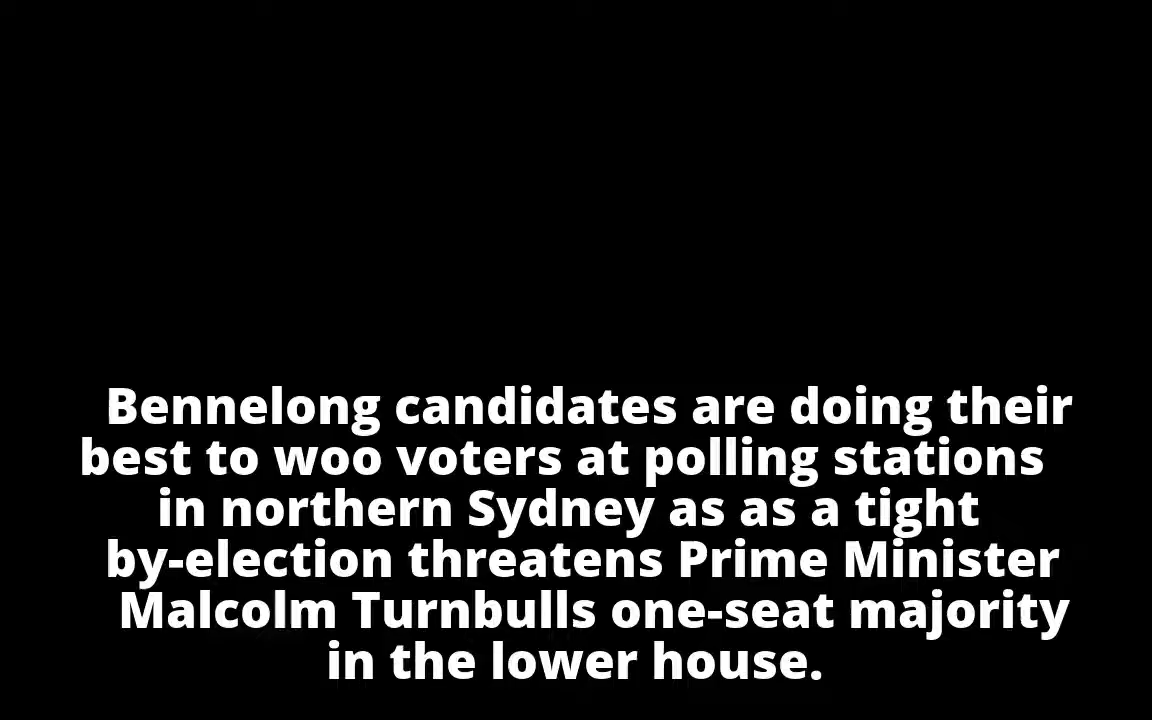 Bennelong candidates are doing their
best to woo voters at polling stations
in northern Sydney as as a tight
by-election threatens Prime Minister
Malcolm Turnbulls one-seat majority
in the lower house.